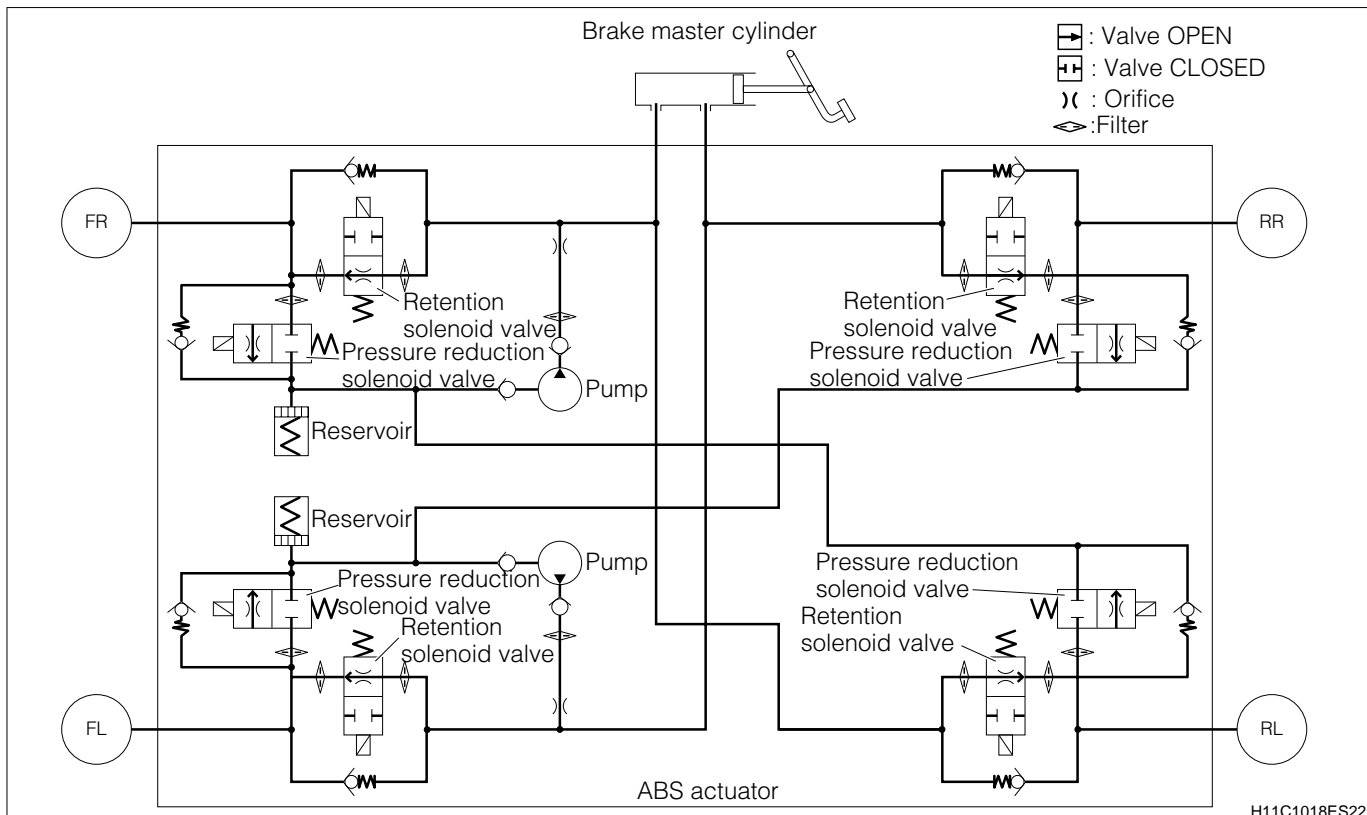 Brake master cylinder
: Valve OPEN
: Valve CLOSED
: Orifice
:Filter
FR
RR
Retention
solenoid valve
Pressure reduction
solenoid valve
Pump
Reservoir
Retention
solenoid valve
Pressure reduction
solenoid valve
Reservoir
Pump
Pressure reduction
solenoid valve
Retention
solenoid valve
Pressure reduction
solenoid valve
Retention
solenoid valve
FL
RL
ABS actuator
H11C1018ES22